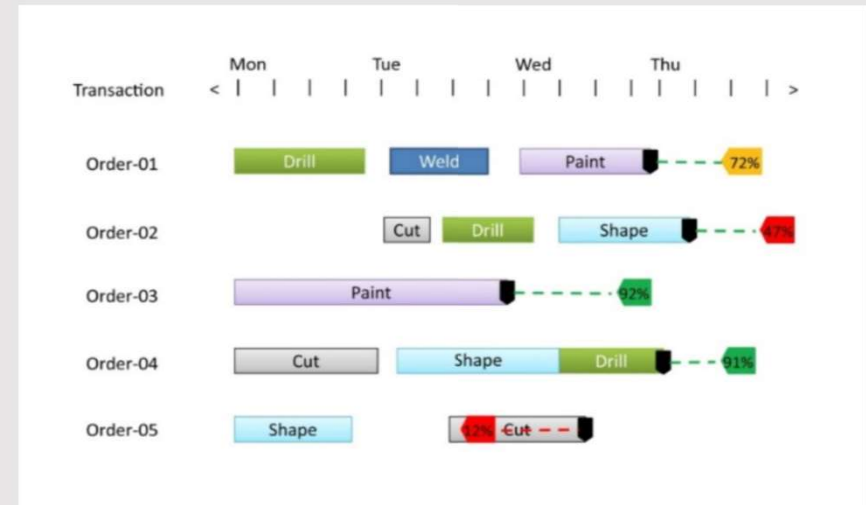 Mon Tue Wed Thu
Transaction < | | | | | | | | | | | | | | | | >
Order-01 Drill Weld Paint 72%
Order-02 Cut Drill Shape 47%
Order-03 Paint 92%
Order-04 Cut Shape Drill 91%
Order-05 Shape 12% Cut